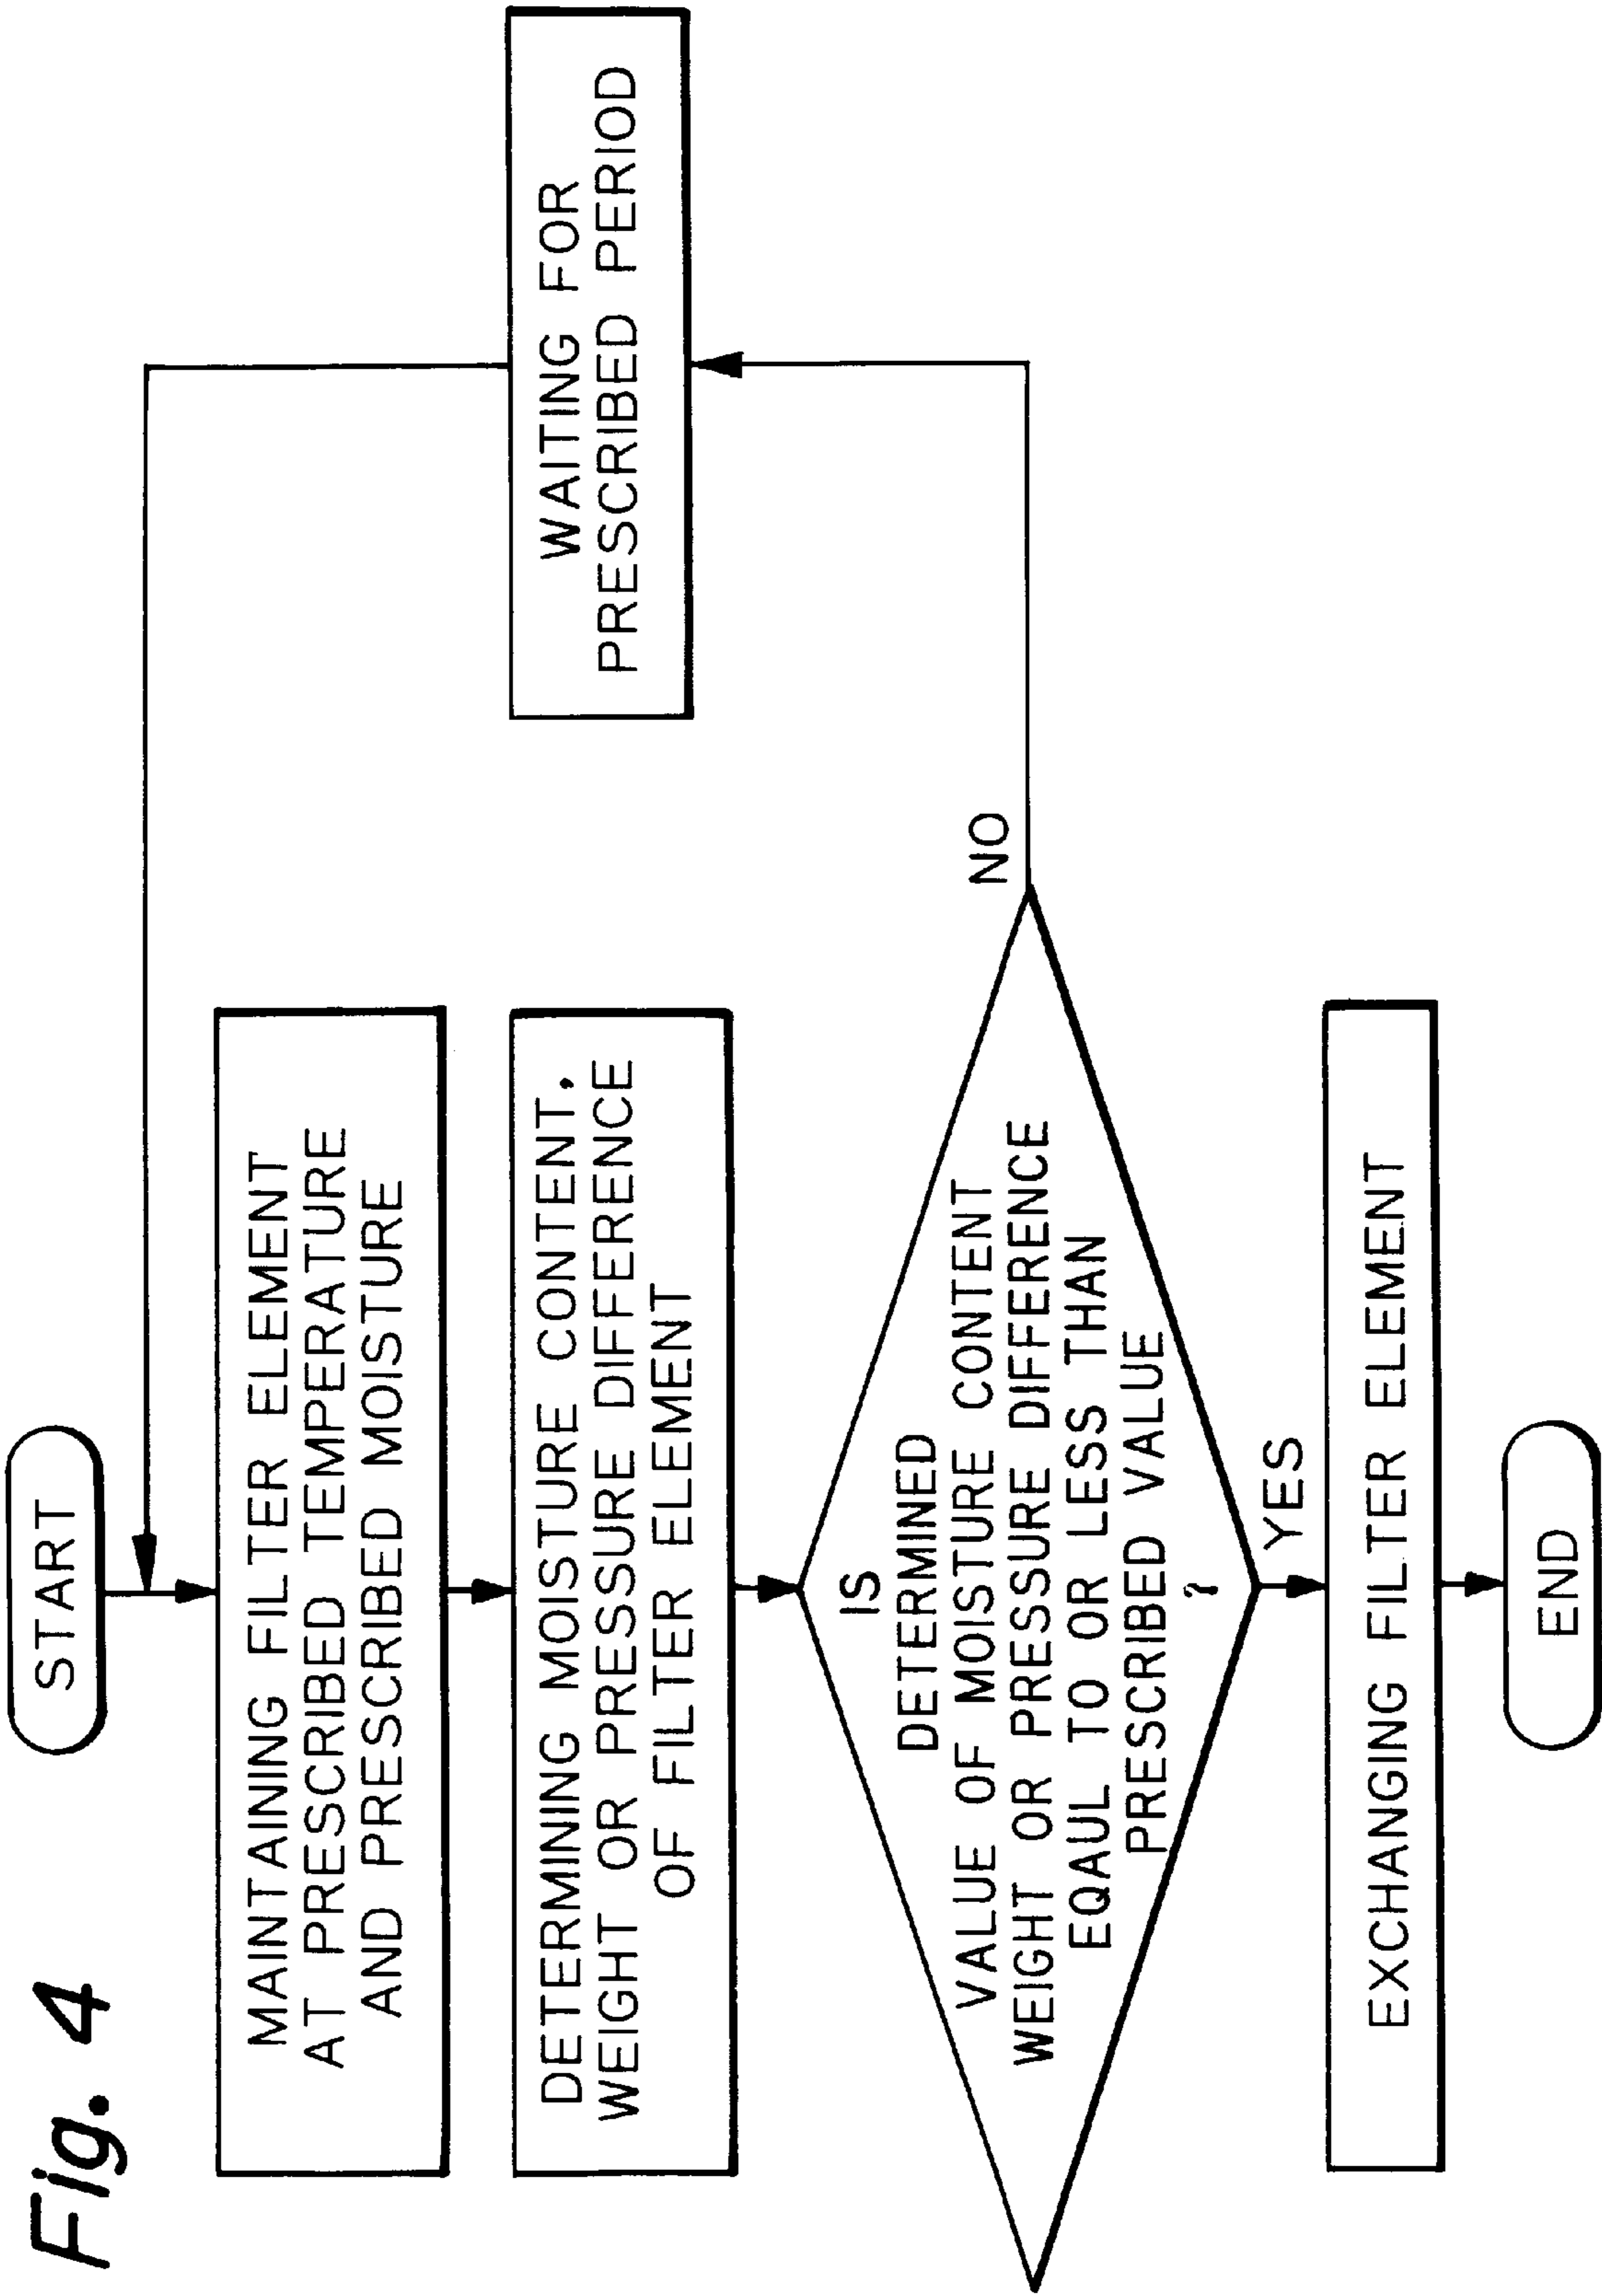 Fig. 4
START
MAINTAINING FILTER ELEMENT
AT PRESCRIBED TEMPERATURE
AND PRESCRIBED MOISTURE
DETERMINING MOISTURE CONTENT,
WEIGHT OR PRESSURE DIFFERENCE
OF FILTER ELEMENT
IS
DETERMINED
VALUE OF MOISTURE CONTENT
WEIGHT OR PRESSURE DIFFERENCE
EQAUL TO OR LESS THAN
PRESCRIBED VALUE
?
NO
WAITING FOR
PRESCRIBED PERIOD
YES
EXCHANGING FILTER ELEMENT
END